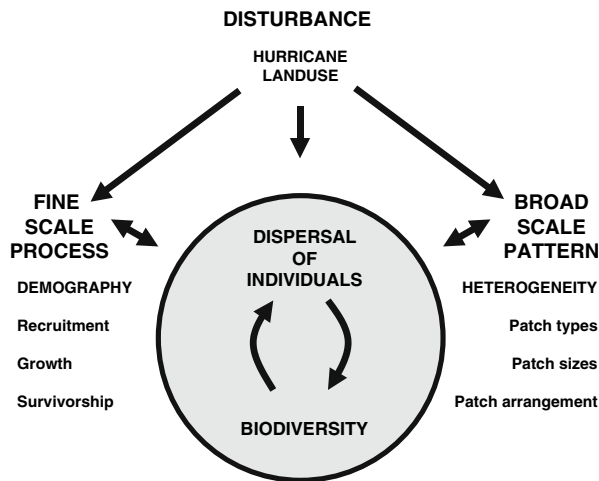 DISTURBANCE
HURRICANE
LANDUSE
FINE
SCALE
PROCESS
DEMOGRAPHY
Recruitment
Growth
Survivorship
DISPERSAL
OF
INDIVIDUALS
BIODIVERSITY
BROAD
SCALE
PATTERN
HETEROGENEITY
Patch types
Patch sizes
Patch arrangement